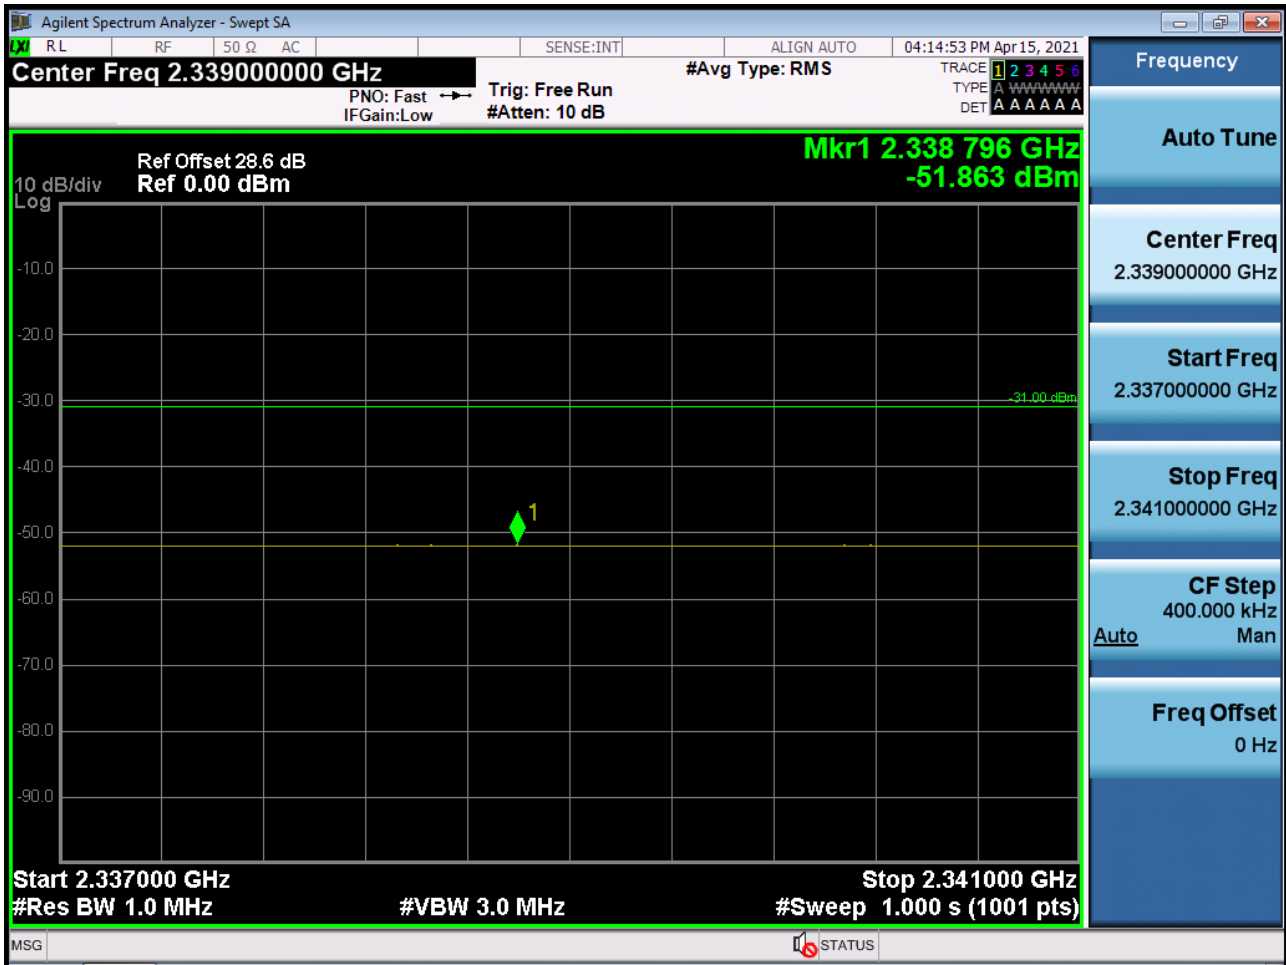 Agilent Spectrum Analyzer - Swept SA
LXI RL RF 50 Ω AC SENSE:INT ALIGN AUTO 04:14:53 PM Apr 15, 2021
Center Freq 2.339000000 GHz
PNO: Fast
IFGain:Low
Trig: Free Run
#Atten: 10 dB
#Avg Type: RMS
TRACE 1 2 3 4 5 6
TYPE A WWWWW
DET A A A A A A
Mkr1 2.338 796 GHz
-51.863 dBm
Ref Offset 28.6 dB
10 dB/div Ref 0.00 dBm
Log
-10.0
-20.0
-30.0
-31.00 dBm
-40.0
1
-50.0
-60.0
-70.0
-80.0
-90.0
Start 2.337000 GHz Stop 2.341000 GHz
#Res BW 1.0 MHz #VBW 3.0 MHz #Sweep 1.000 s (1001 pts)
MSG STATUS
Frequency
Auto Tune
Center Freq
2.339000000 GHz
Start Freq
2.337000000 GHz
Stop Freq
2.341000000 GHz
CF Step
400.000 kHz
Auto Man
Freq Offset
0 Hz